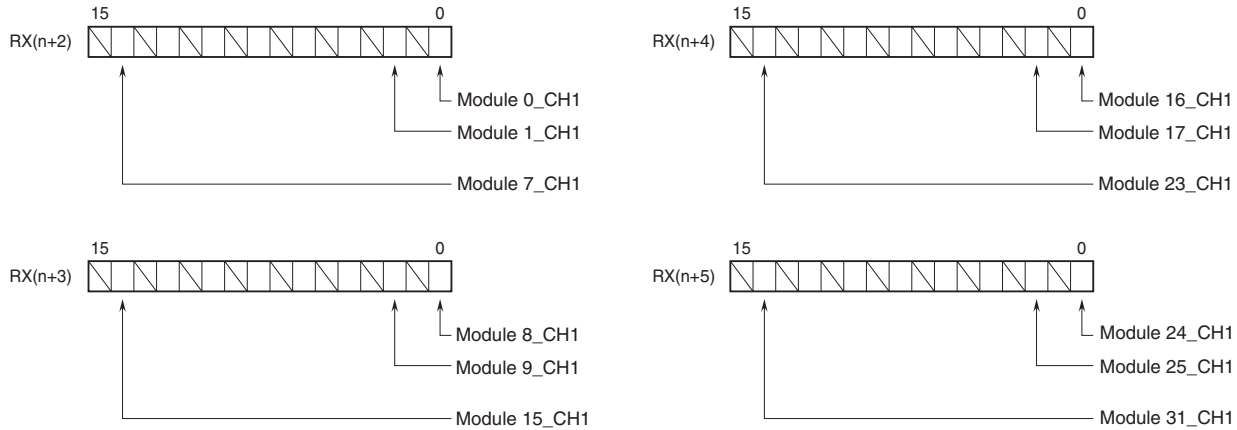 15 0
RX(n+2)
Module 0_CH1
Module 1_CH1
Module 7_CH1
15 0
RX(n+4)
Module 16_CH1
Module 17_CH1
Module 23_CH1
15 0
RX(n+3)
Module 8_CH1
Module 9_CH1
Module 15_CH1
15 0
RX(n+5)
Module 24_CH1
Module 25_CH1
Module 31_CH1